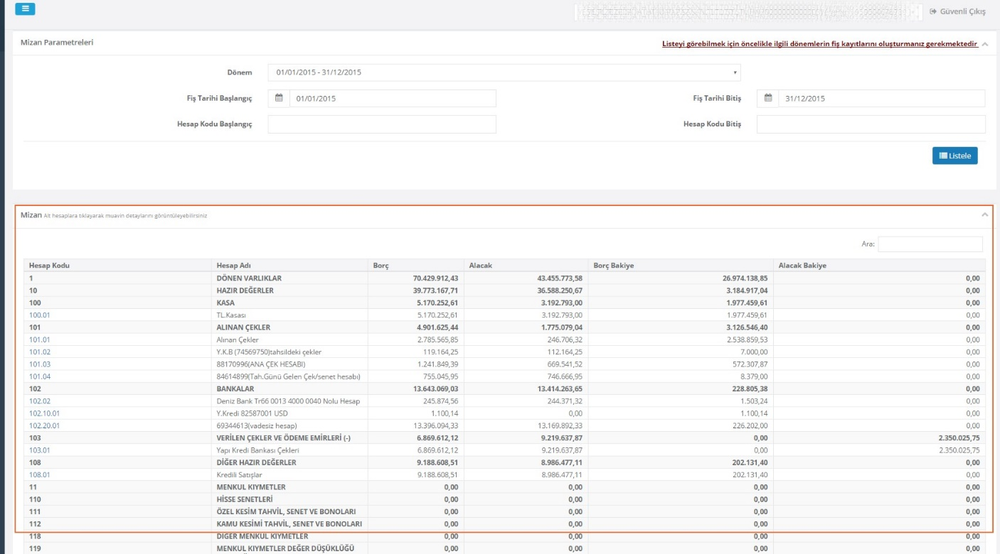 Güvenli Çıkış
Mizan Parametreleri
Listeyi görebilmek için öncelikle ilgili dönemlerin fiş kayıtlarını oluşturmanız gerekmektedir
Dönem 01/01/2015 - 31/12/2015
Fiş Tarihi Başlangıç 01/01/2015 Fiş Tarihi Bitiş 31/12/2015
Hesap Kodu Başlangıç Hesap Kodu Bitiş
Listele
Mizan Alt hesaplara tıklayarak muavin detaylarını görüntüleyebilirsiniz
Ara:
Hesap Kodu Hesap Adı Borç Alacak Borç Bakiye Alacak Bakiye
1 DÖNEN VARLIKLAR 70.429.912,43 43.455.773,58 26.974.138,85 0,00
10 HAZIR DEĞERLER 39.773.167,71 36.588.250,67 3.184.917,04 0,00
100 KASA 5.170.252,61 3.192.793,00 1.977.459,61 0,00
100.01 TL.Kasası 5.170.252,61 3.192.793,00 1.977.459,61 0,00
101 ALINAN ÇEKLER 4.901.625,44 1.775.079,04 3.126.546,40 0,00
101.01 Alınan Çekler 2.785.565,85 246.706,32 2.538.859,53 0,00
101.02 Y.K.B (74569750)tahsildeki çekler 119.164,25 112.164,25 7.000,00 0,00
101.03 88170996(ANA ÇEK HESABI) 1.241.849,39 669.541,52 572.307,87 0,00
101.04 84614899(Tah.Günü Gelen Çek/senet hesabı) 755.045,95 746.666,95 8.379,00 0,00
102 BANKALAR 13.643.069,03 13.414.263,65 228.805,38 0,00
102.02 Deniz Bank Tr66 0013 4000 0040 Nolu Hesap 245.874,56 244.371,32 1.503,24 0,00
102.10.01 Y.Kredi 82587001 USD 1.100,14 0,00 1.100,14 0,00
102.20.01 69344613(vadesiz hesap) 13.396.094,33 13.169.892,33 226.202,00 0,00
103 VERİLEN ÇEKLER VE ÖDEME EMİRLERİ (-) 6.869.612,12 9.219.637,87 0,00 2.350.025,75
103.01 Yapı Kredi Bankası Çekleri 6.869.612,12 9.219.637,87 0,00 2.350.025,75
108 DİĞER HAZIR DEĞERLER 9.188.608,51 8.986.477,11 202.131,40 0,00
108.01 Kredili Satışlar 9.188.608,51 8.986.477,11 202.131,40 0,00
11 MENKUL KIYMETLER 0,00 0,00 0,00 0,00
110 HİSSE SENETLERİ 0,00 0,00 0,00 0,00
111 ÖZEL KESİM TAHVİL, SENET VE BONOLARI 0,00 0,00 0,00 0,00
112 KAMU KESİMİ TAHVİL, SENET VE BONOLARI 0,00 0,00 0,00 0,00
118 DİĞER MENKUL KIYMETLER 0,00 0,00 0,00 0,00
119 MENKUL KIYMETLER DEĞER DÜŞÜKLÜĞÜ 0,00 0,00 0,00 0,00